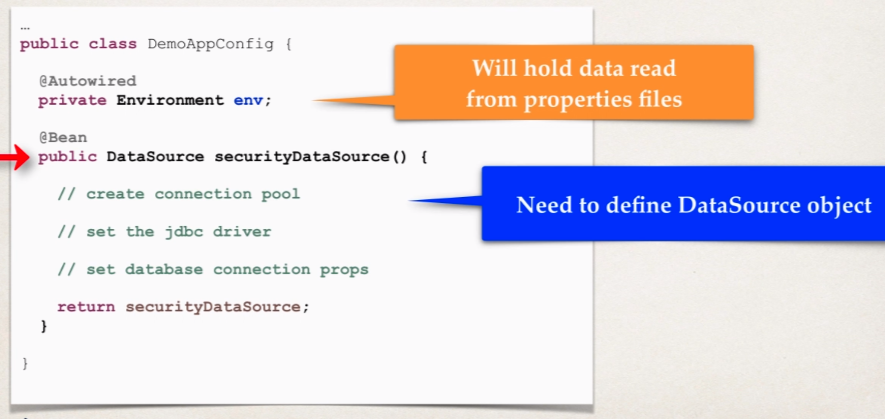 …
public class DemoAppConfig {
@Autowired
private Environment env;
Will hold data read
from properties files
@Bean
public DataSource securityDataSource() {
// create connection pool
Need to define DataSource object
// set the jdbc driver
// set database connection props
return securityDataSource;
}
}